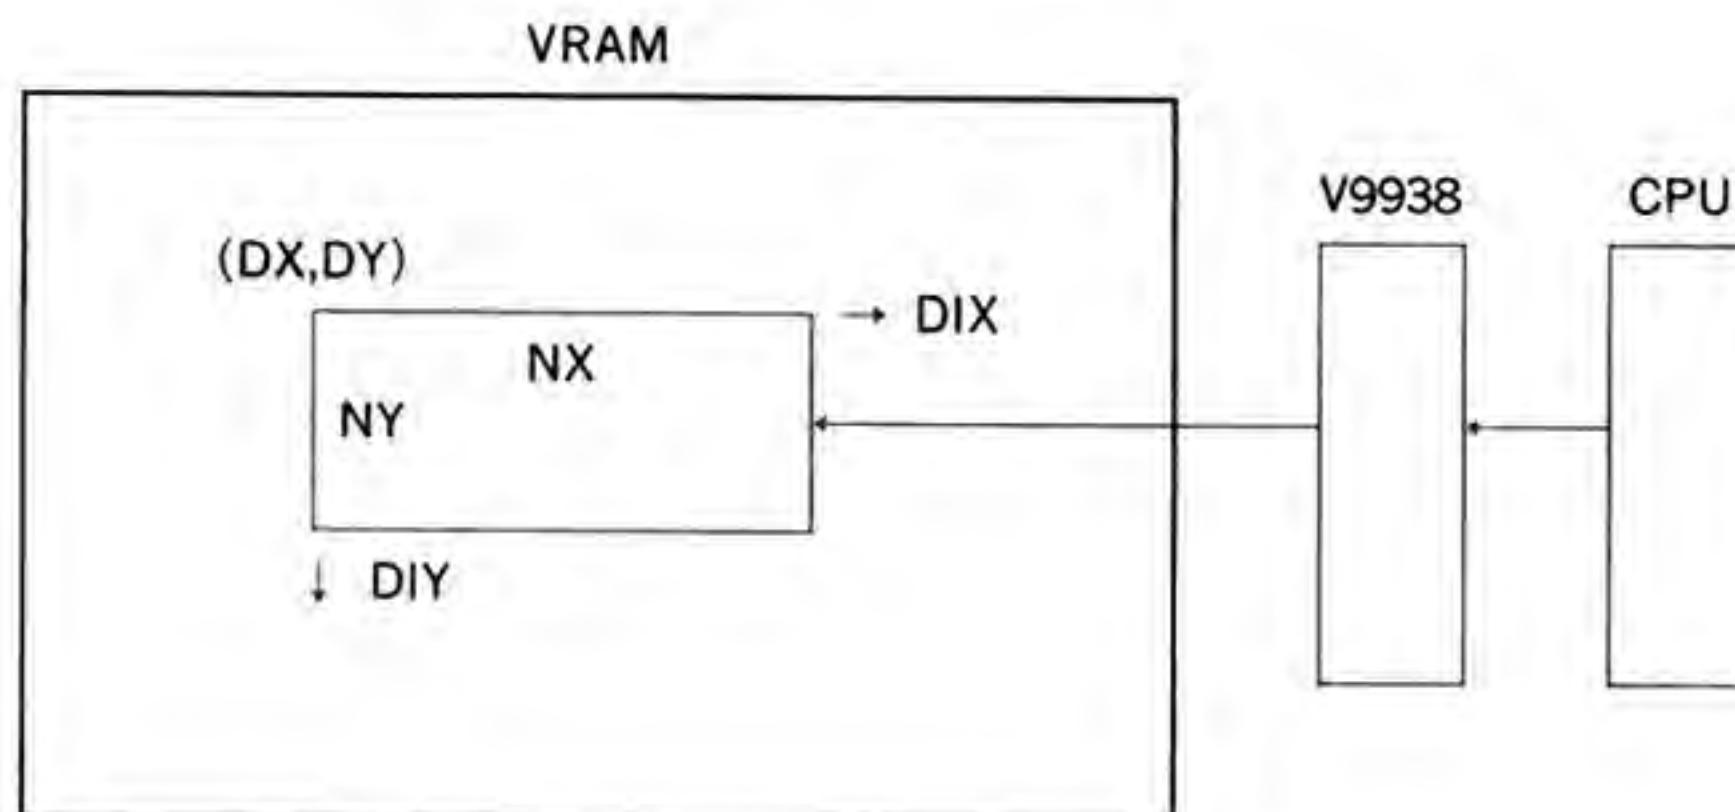 VRAM
V9938
CPU
(DX,DY)
→ DIX
NX
NY
↓ DIY